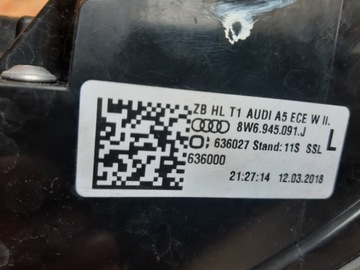 ZB HL T1 AUDI A5 ECE W II.
8W6.945.091.J
636027 Stand: 11S SSL L
636000
21:27:14 12.03.2018